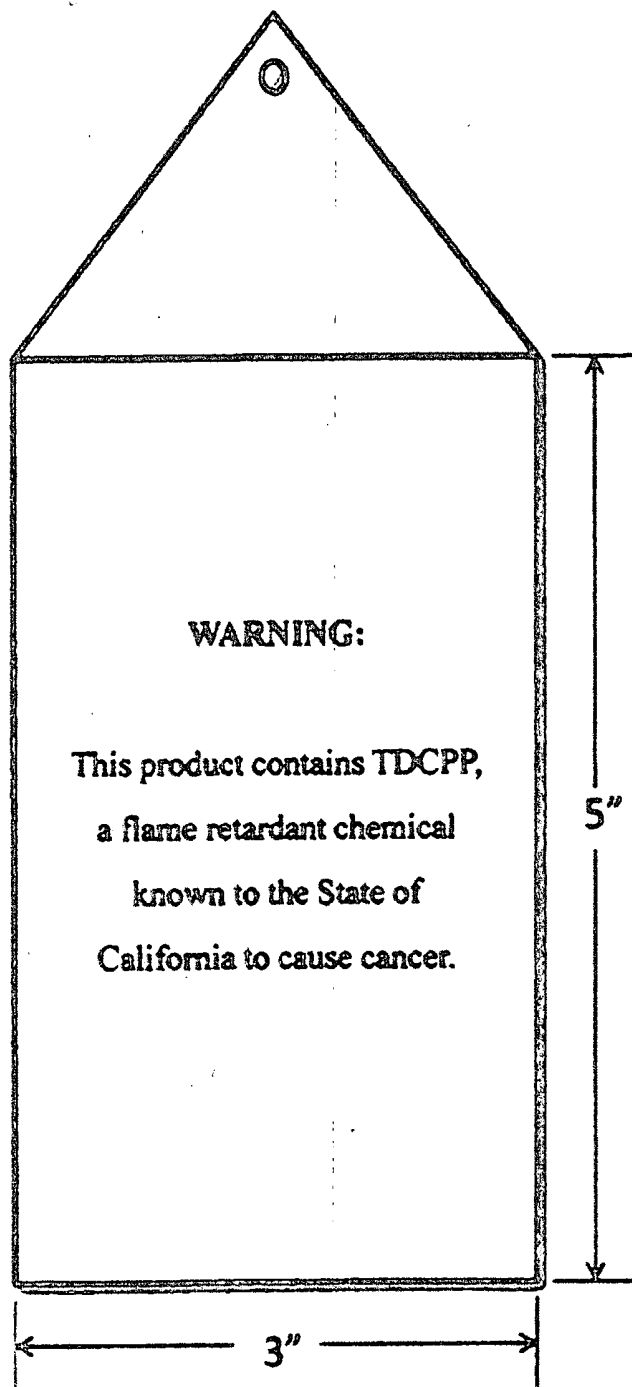 WARNING:
This product contains TDCPP,
a flame retardant chemical
known to the State of
California to cause cancer.
5"
3"